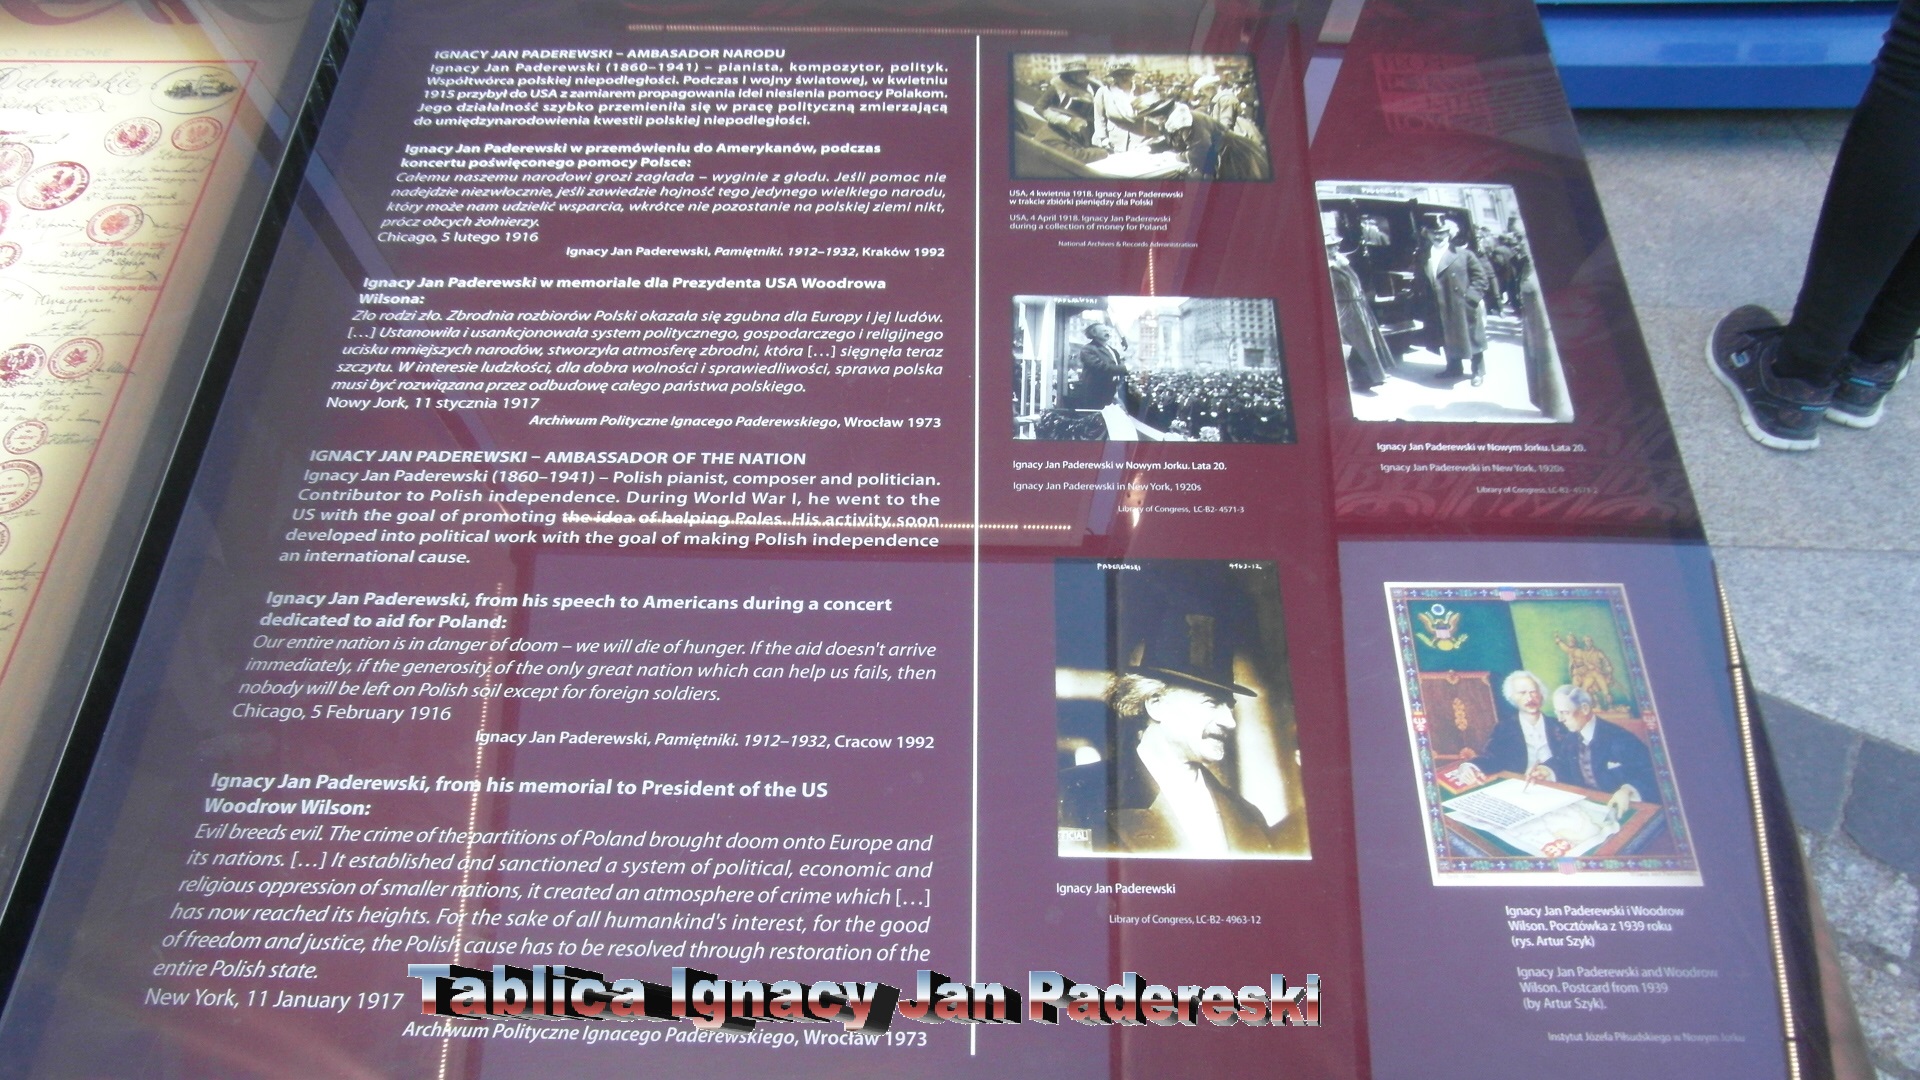 IGNACY JAN PADEREWSKI – AMBASADOR NARODU
Ignacy Jan Paderewski (1860–1941) – pianista, kompozytor, polityk.
Współtwórca polskiej niepodległości. Podczas I wojny światowej, w kwietniu
1915 przybył do USA z zamiarem propagowania idei niesienia pomocy Polakom.
Jego działalność szybko przemieniła się w pracę polityczną zmierzającą
do umiędzynarodowienia kwestii polskiej niepodległości.
Ignacy Jan Paderewski w przemówieniu do Amerykanów, podczas
koncertu poświęconego pomocy Polsce:
Całemu naszemu narodowi grozi zagłada – wyginie z głodu. Jeśli pomoc nie
nadejdzie niezwłocznie, jeśli zawiedzie hojność tego jedynego wielkiego narodu,
który może nam udzielić wsparcia, wkrótce nie pozostanie na polskiej ziemi nikt,
prócz obcych żołnierzy.
Chicago, 5 lutego 1916
Ignacy Jan Paderewski, Pamiętniki. 1912–1932, Kraków 1992
Ignacy Jan Paderewski w memoriale dla Prezydenta USA Woodrowa
Wilsona:
Zło rodzi zło. Zbrodnia rozbiorów Polski okazała się zgubna dla Europy i jej ludów.
[…] Ustanowiła i usankcjonowała system politycznego, gospodarczego i religijnego
ucisku mniejszych narodów, stworzyła atmosferę zbrodni, która […] sięgnęła teraz
szczytu. W interesie ludzkości, dla dobra wolności i sprawiedliwości, sprawa polska
musi być rozwiązana przez odbudowę całego państwa polskiego.
Nowy Jork, 11 stycznia 1917
Archiwum Polityczne Ignacego Paderewskiego, Wrocław 1973
IGNACY JAN PADEREWSKI – AMBASSADOR OF THE NATION
Ignacy Jan Paderewski (1860–1941) – Polish pianist, composer and politician.
Contributor to Polish independence. During World War I, he went to the
US with the goal of promoting the idea of helping Poles. His activity soon
developed into political work with the goal of making Polish independence
an international cause.
Ignacy Jan Paderewski, from his speech to Americans during a concert
dedicated to aid for Poland:
Our entire nation is in danger of doom – we will die of hunger. If the aid doesn't arrive
immediately, if the generosity of the only great nation which can help us fails, then
nobody will be left on Polish soil except for foreign soldiers.
Chicago, 5 February 1916
Ignacy Jan Paderewski, Pamiętniki. 1912–1932, Cracow 1992
Ignacy Jan Paderewski, from his memorial to President of the US
Woodrow Wilson:
Evil breeds evil. The crime of the partitions of Poland brought doom onto Europe and
its nations. […] It established and sanctioned a system of political, economic and
religious oppression of smaller nations, it created an atmosphere of crime which […]
has now reached its heights. For the sake of all humankind's interest, for the good
of freedom and justice, the Polish cause has to be resolved through restoration of the
entire Polish state.
New York, 11 January 1917
Archiwum Polityczne Ignacego Paderewskiego, Wrocław 1973
USA, 4 kwietnia 1918. Ignacy Jan Paderewski
w trakcie zbiórki pieniędzy dla Polski
USA, 4 April 1918. Ignacy Jan Paderewski
during a collection of money for Poland
National Archives & Records Administration
PADEREWSKI
Ignacy Jan Paderewski w Nowym Jorku. Lata 20.
Ignacy Jan Paderewski in New York, 1920s
Library of Congress, LC-B2- 4571-3
Ignacy Jan Paderewski w Nowym Jorku. Lata 20.
Ignacy Jan Paderewski in New York, 1920s
Library of Congress, LC-B2- 4571-2
PADEREWSKI 4963-12
Ignacy Jan Paderewski
Library of Congress, LC-B2- 4963-12
Ignacy Jan Paderewski i Woodrow
Wilson. Pocztówka z 1939 roku
(rys. Artur Szyk)
Ignacy Jan Paderewski and Woodrow
Wilson. Postcard from 1939
(by Artur Szyk).
Instytut Józefa Piłsudskiego w Nowym Jorku
Tablica Ignacy Jan Padereski